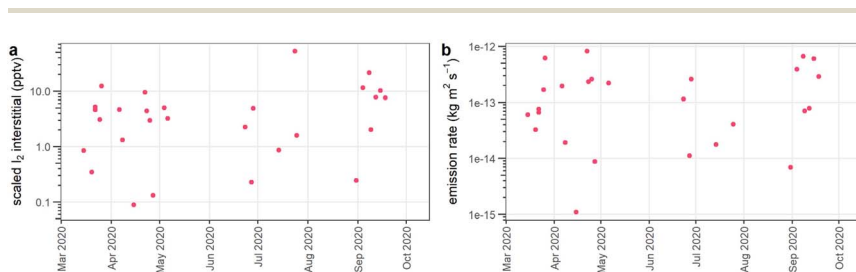 a
scaled I₂ interstitial (pptv)
10.0
1.0
0.1
Mar 2020
Apr 2020
May 2020
Jun 2020
Jul 2020
Aug 2020
Sep 2020
Oct 2020
b
emission rate (kg m² s⁻¹)
1e-12
1e-13
1e-14
1e-15
Mar 2020
Apr 2020
May 2020
Jun 2020
Jul 2020
Aug 2020
Sep 2020
Oct 2020